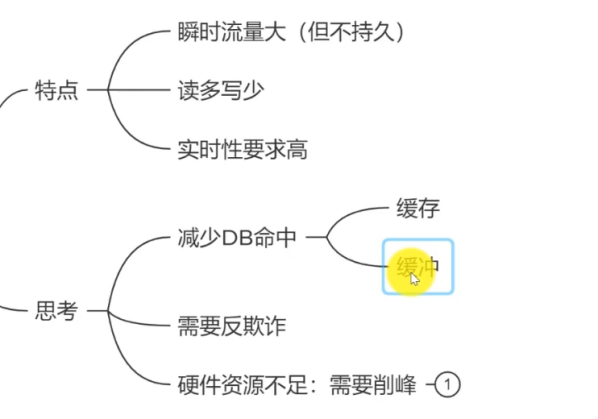 瞬时流量大（但不持久）
特点
读多写少
实时性要求高
缓存
减少DB命中
缓冲
思考
需要反欺诈
硬件资源不足：需要削峰
1